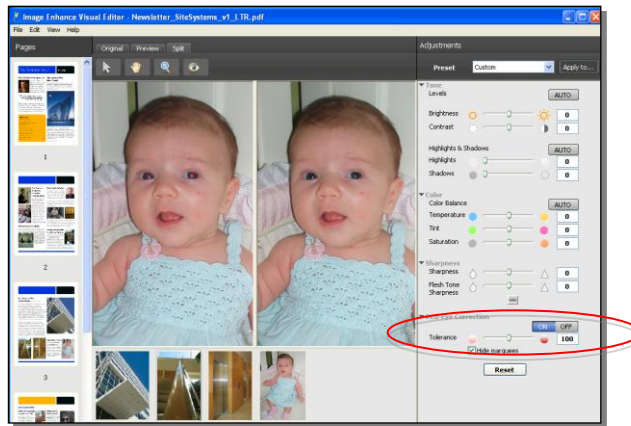 Image Enhance Visual Editor - Newsletter_SiteSystems_v1_LTR.pdf
File Edit View Help
Pages
Original Preview Split
Adjustments
Preset Custom Apply to...
Tone
Levels AUTO
Brightness 0
Contrast 0
Highlights & Shadows AUTO
Highlights 0
Shadows 0
Color
Color Balance AUTO
Temperature 0
Tint 0
Saturation 0
Sharpness
Sharpness 0
Flesh Tone
Sharpness 0
Eye Correction
ON OFF
Tolerance 100
Hide marquees
Reset
1
2
3